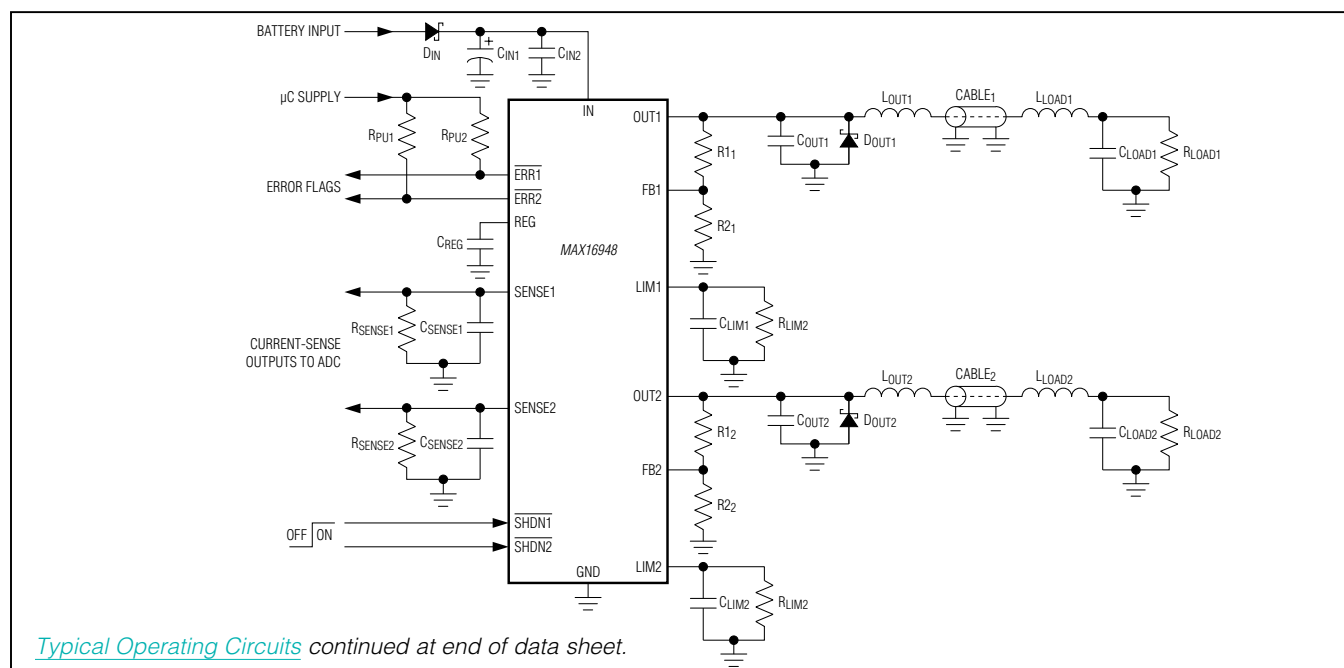 BATTERY INPUT
DIN
+
CIN1
CIN2
µC SUPPLY
RPU1
RPU2
IN
ERROR FLAGS
ERR1
ERR2
REG
CREG
MAX16948
SENSE1
RSENSE1
CSENSE1
CURRENT-SENSE
OUTPUTS TO ADC
SENSE2
RSENSE2
CSENSE2
OFF ON
SHDN1
SHDN2
GND
OUT1
R11
COUT1
DOUT1
LOUT1
CABLE1
LLOAD1
CLOAD1
RLOAD1
FB1
R21
LIM1
CLIM1
RLIM2
OUT2
R12
COUT2
DOUT2
LOUT2
CABLE2
LLOAD2
CLOAD2
RLOAD2
FB2
R22
LIM2
CLIM2
RLIM2
Typical Operating Circuits continued at end of data sheet.